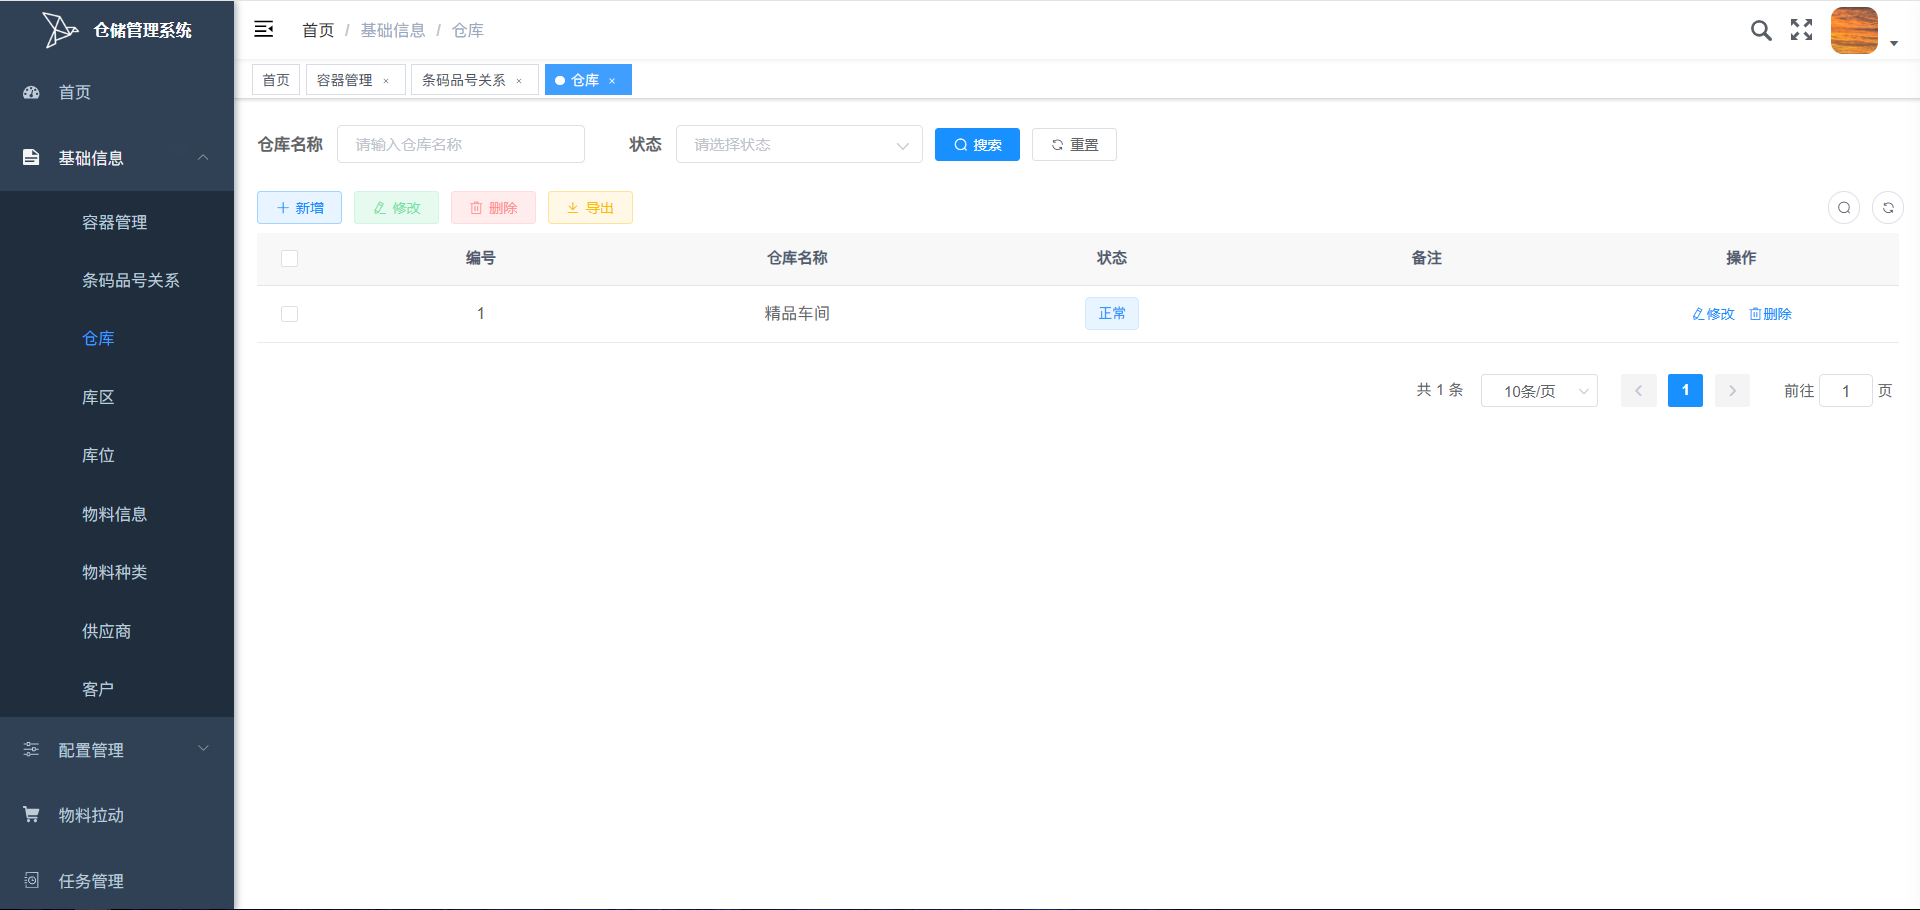 仓储管理系统
首页
基础信息
容器管理
条码品号关系
仓库
库区
库位
物料信息
物料种类
供应商
客户
配置管理
物料拉动
任务管理
首页 / 基础信息 / 仓库
首页 容器管理 × 条码品号关系 × 仓库 ×
仓库名称 请输入仓库名称 状态 请选择状态 搜索 重置
新增 修改 删除 导出
编号 仓库名称 状态 备注 操作
1 精品车间 正常 修改 删除
共 1 条 10条/页 1 前往 1 页